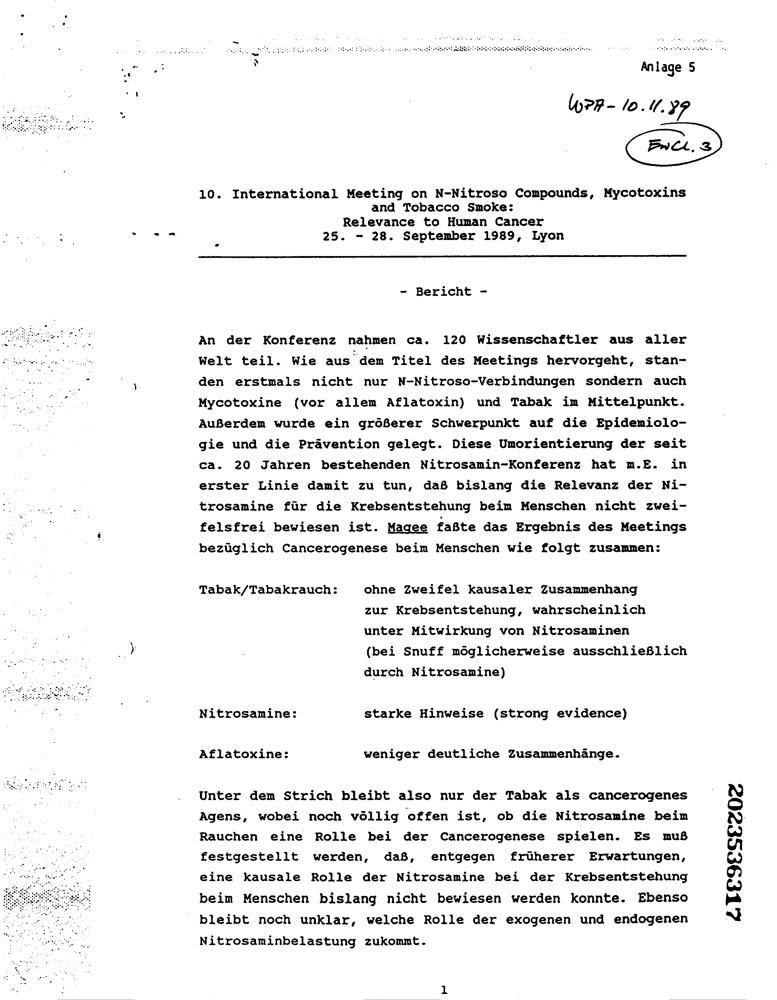 Anlage 5
WPA - 10.11.89
ENCL. 3
10. International Meeting on N-Nitroso Compounds, Mycotoxins
and Tobacco Smoke:
Relevance to Human Cancer
25. - 28. September 1989, Lyon
- Bericht -
An der Konferenz nahmen ca. 120 Wissenschaftler aus aller
Welt teil. Wie aus dem Titel des Meetings hervorgeht, stan-
den erstmals nicht nur N-Nitroso-Verbindungen sondern auch
Mycotoxine (vor allem Aflatoxin) und Tabak im Mittelpunkt.
Außerdem wurde ein größerer Schwerpunkt auf die Epidemiolo-
gie und die Prävention gelegt. Diese Umorientierung der seit
ca. 20 Jahren bestehenden Nitrosamin-Konferenz hat m.E. in
erster Linie damit zu tun, daß bislang die Relevanz der Ni-
trosamine für die Krebsentstehung beim Menschen nicht zwei-
felsfrei bewiesen ist. Magee faßte das Ergebnis des Meetings
bezüglich Cancerogenese beim Menschen wie folgt zusammen:
Tabak/Tabakrauch: ohne Zweifel kausaler Zusammenhang
zur Krebsentstehung, wahrscheinlich
unter Mitwirkung von Nitrosaminen
(bei Snuff möglicherweise ausschließlich
durch Nitrosamine)
Nitrosamine: starke Hinweise (strong evidence)
Aflatoxine: weniger deutliche Zusammenhänge.
Unter dem Strich bleibt also nur der Tabak als cancerogenes
Agens, wobei noch völlig offen ist, ob die Nitrosamine beim
Rauchen eine Rolle bei der Cancerogenese spielen. Es muß
festgestellt werden, daß, entgegen früherer Erwartungen,
eine kausale Rolle der Nitrosamine bei der Krebsentstehung
beim Menschen bislang nicht bewiesen werden konnte. Ebenso
bleibt noch unklar, welche Rolle der exogenen und endogenen
Nitrosaminbelastung zukommt.
1
2023536317